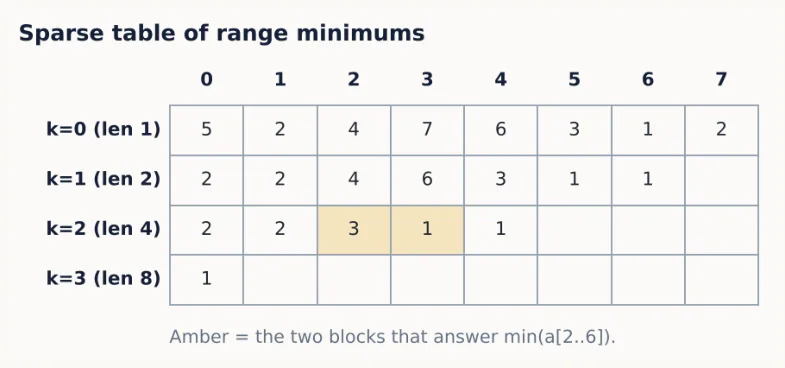 Sparse table of range minimums
0 1 2 3 4 5 6 7
k=0 (len 1) 5 2 4 7 6 3 1 2
k=1 (len 2) 2 2 4 6 3 1 1
k=2 (len 4) 2 2 3 1 1
k=3 (len 8) 1
Amber = the two blocks that answer min(a[2..6]).